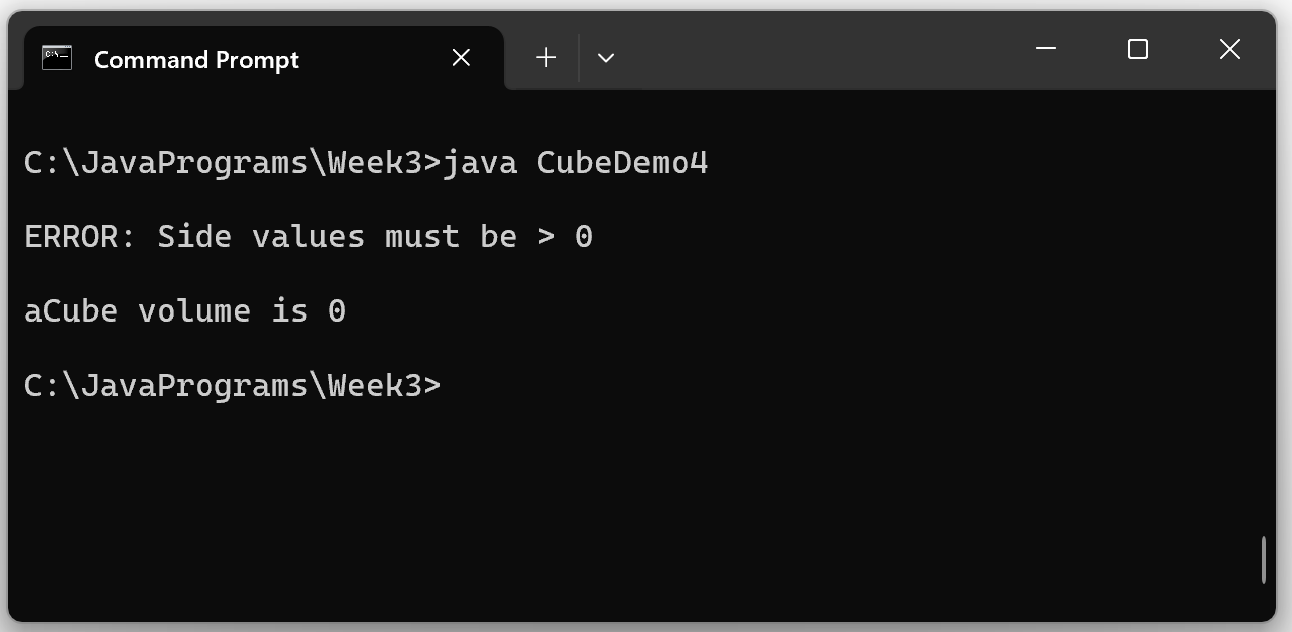 Command Prompt
C:\JavaPrograms\Week3>java CubeDemo4
ERROR: Side values must be > 0
aCube volume is 0
C:\JavaPrograms\Week3>